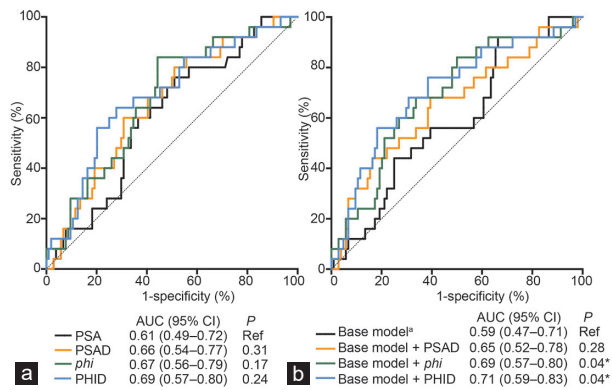 100
80
60
40
20
0
Sensitivity (%)
0 20 40 60 80 100
1-specificity (%)
AUC (95% CI) P
PSA 0.61 (0.49–0.72) Ref
PSAD 0.66 (0.54–0.77) 0.31
phi 0.67 (0.56–0.79) 0.17
PHID 0.69 (0.57–0.80) 0.24
a
100
80
60
40
20
0
Sensitivity (%)
0 20 40 60 80 100
1-specificity (%)
AUC (95% CI) P
Base modelᵃ 0.59 (0.47–0.71) Ref
Base model + PSAD 0.65 (0.52–0.78) 0.28
Base model + phi 0.69 (0.57–0.80) 0.04*
Base model + PHID 0.71 (0.59–0.83) 0.04*
b